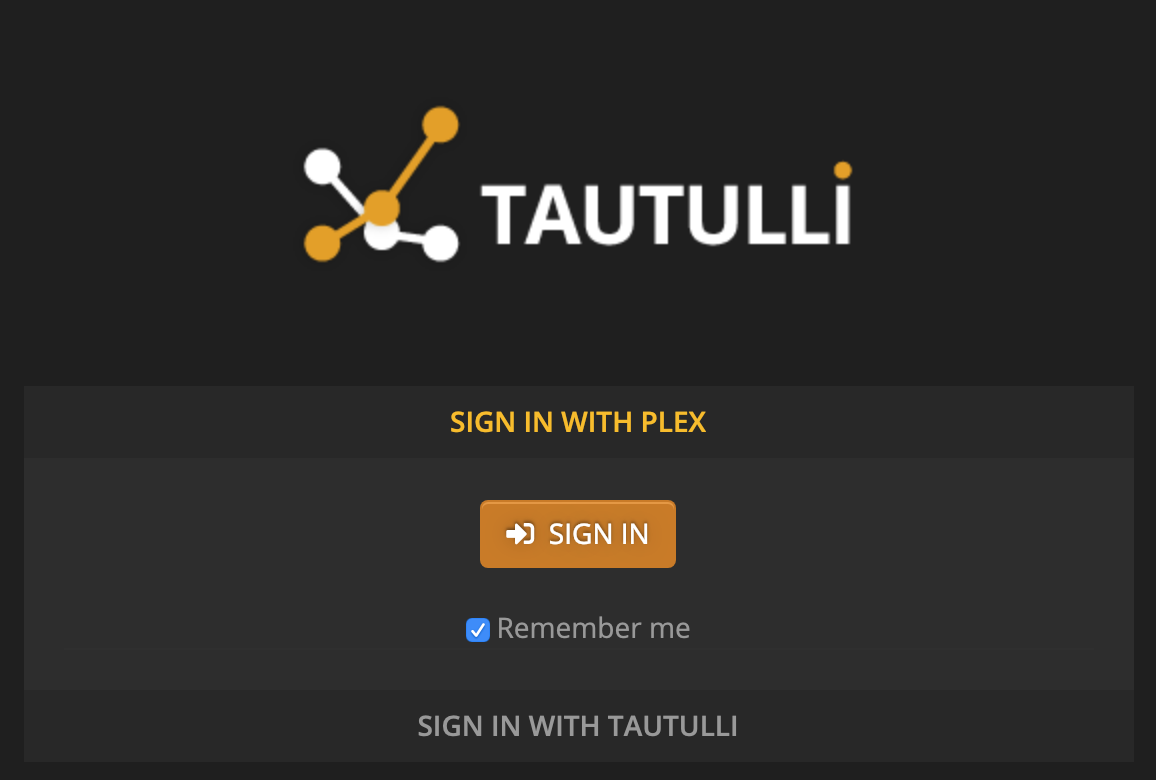 TAUTULLi
SIGN IN WITH PLEX
SIGN IN
Remember me
SIGN IN WITH TAUTULLI